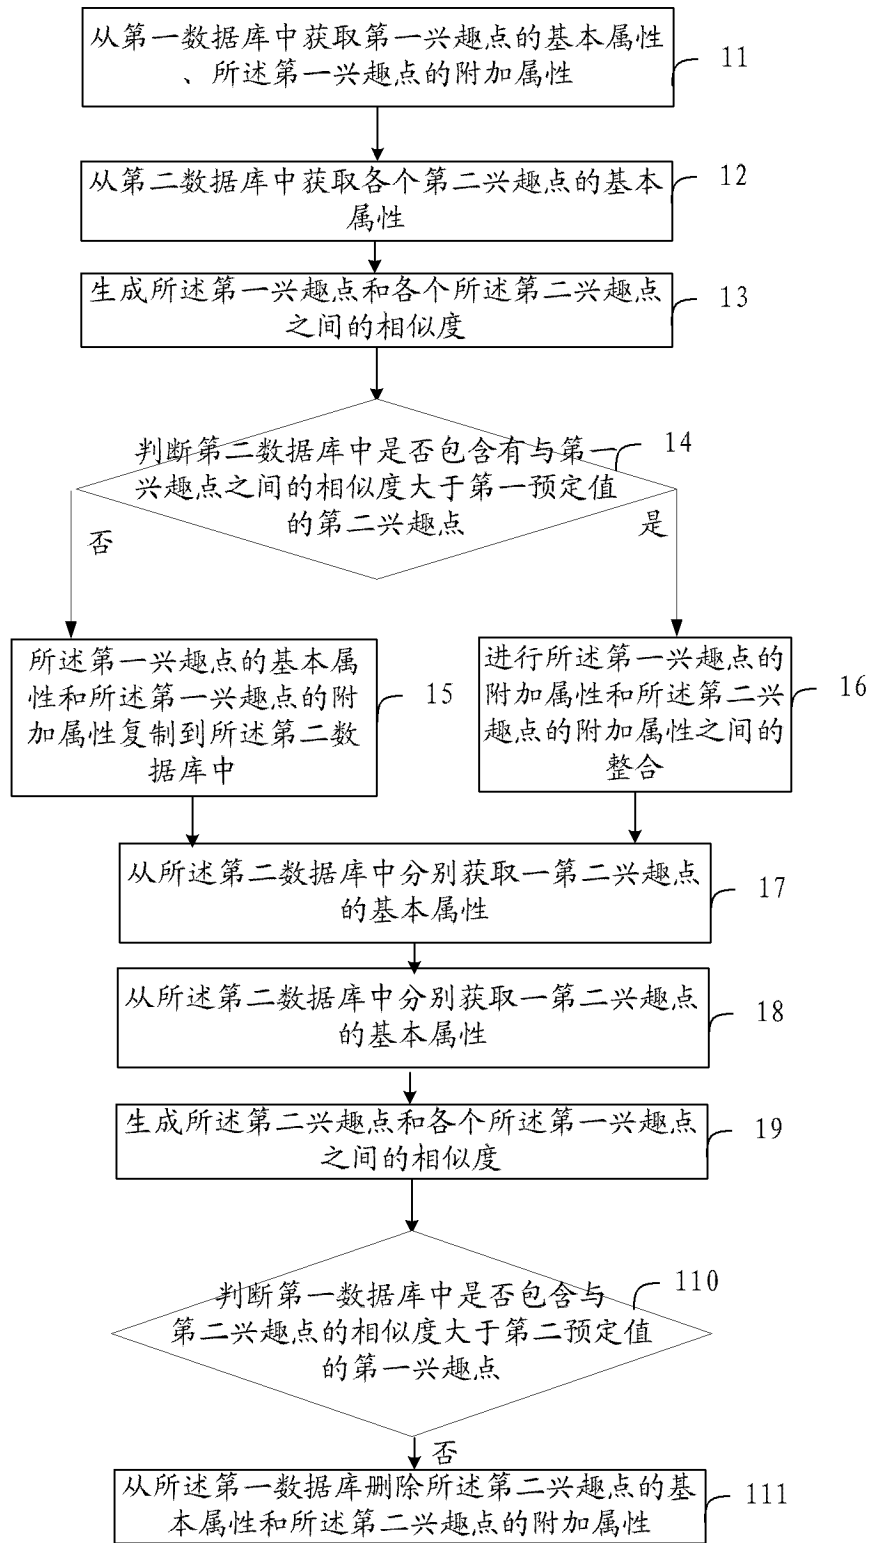 从第一数据库中获取第一兴趣点的基本属性
、所述第一兴趣点的附加属性
11
从第二数据库中获取各个第二兴趣点的基本
属性
12
生成所述第一兴趣点和各个所述第二兴趣点
之间的相似度
13
判断第二数据库中是否包含有与第一
兴趣点之间的相似度大于第一预定值
的第二兴趣点
14
否
是
所述第一兴趣点的基本属
性和所述第一兴趣点的附
加属性复制到所述第二数
据库中
15
进行所述第一兴趣点的
附加属性和所述第二兴
趣点的附加属性之间的
整合
16
从所述第二数据库中分别获取一第二兴趣点
的基本属性
17
从所述第二数据库中分别获取一第二兴趣点
的基本属性
18
生成所述第二兴趣点和各个所述第一兴趣点
之间的相似度
19
判断第一数据库中是否包含与
第二兴趣点的相似度大于第二预定值
的第一兴趣点
110
否
从所述第一数据库删除所述第二兴趣点的基
本属性和所述第二兴趣点的附加属性
111